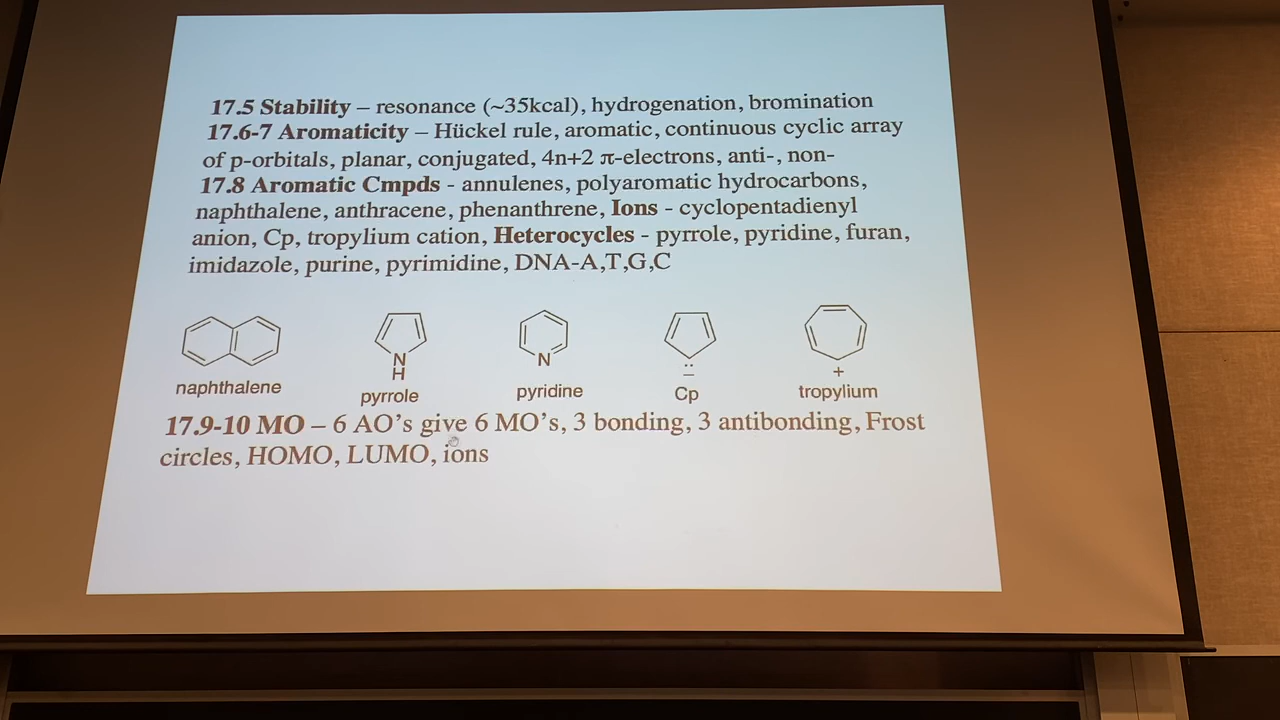 17.5 Stability – resonance (~35kcal), hydrogenation, bromination
17.6-7 Aromaticity – Hückel rule, aromatic, continuous cyclic array
of p-orbitals, planar, conjugated, 4n+2 π-electrons, anti-, non-
17.8 Aromatic Cmpds - annulenes, polyaromatic hydrocarbons,
naphthalene, anthracene, phenanthrene, Ions - cyclopentadienyl
anion, Cp, tropylium cation, Heterocycles - pyrrole, pyridine, furan,
imidazole, purine, pyrimidine, DNA-A,T,G,C
N
H
N
+
naphthalene
pyrrole
pyridine
Cp
tropylium
17.9-10 MO – 6 AO's give 6 MO's, 3 bonding, 3 antibonding, Frost
circles, HOMO, LUMO, ions